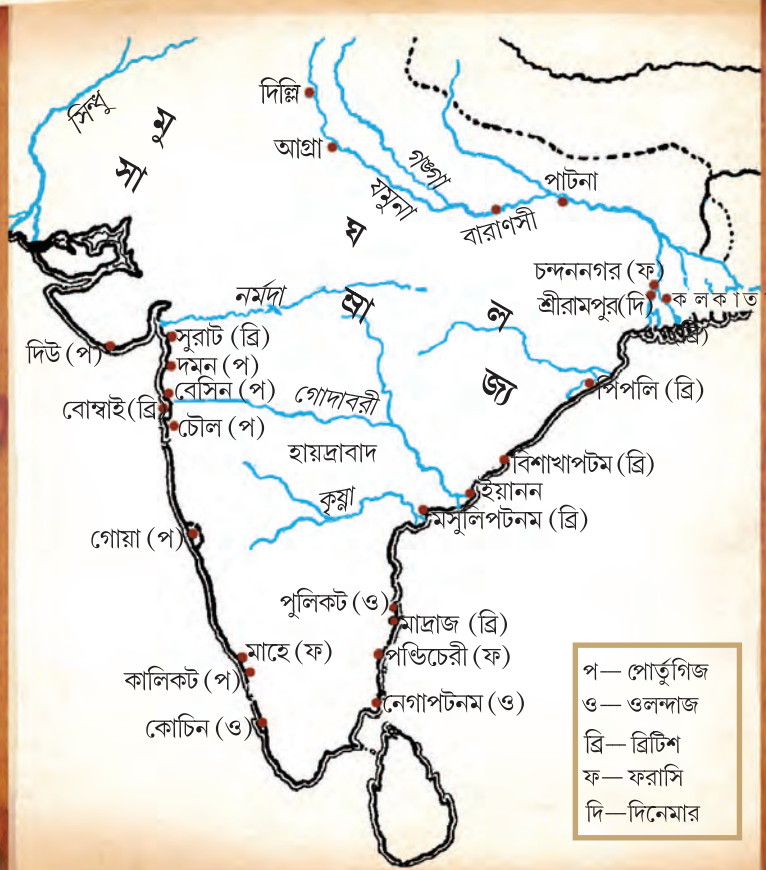 সিন্ধু
মুঘল সাম্রাজ্য
দিল্লি
আগ্রা
গঙ্গা
যমুনা
বারাণসী
পাটনা
চন্দননগর (ফ)
শ্রীরামপুর(দি)
কলকাতা
(ব্রি)
নর্মদা
দিউ (প)
সুরাট (ব্রি)
দমন (প)
বেসিন (প)
বোম্বাই (ব্রি)
চৌল (প)
গোদাবরী
হায়দ্রাবাদ
কৃষ্ণা
পিপলি (ব্রি)
বিশাখাপটম (ব্রি)
ইয়ানন
মসুলিপটনম (ব্রি)
গোয়া (প)
পুলিকট (ও)
মাদ্রাজ (ব্রি)
মাহে (ফ)
পণ্ডিচেরী (ফ)
কালিকট (প)
নেগাপটনম (ও)
কোচিন (ও)
প— পোর্তুগিজ
ও— ওলন্দাজ
ব্রি— ব্রিটিশ
ফ— ফরাসি
দি—দিনেমার